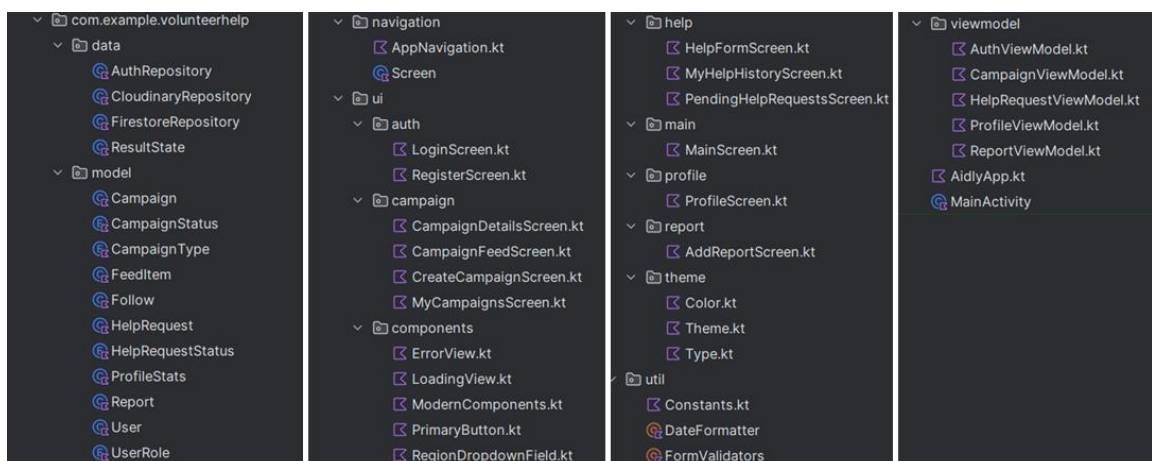 com.example.volunteerhelp
data
AuthRepository
CloudinaryRepository
FirestoreRepository
ResultState
model
Campaign
CampaignStatus
CampaignType
FeedItem
Follow
HelpRequest
HelpRequestStatus
ProfileStats
Report
User
UserRole
navigation
AppNavigation.kt
Screen
ui
auth
LoginScreen.kt
RegisterScreen.kt
campaign
CampaignDetailsScreen.kt
CampaignFeedScreen.kt
CreateCampaignScreen.kt
MyCampaignsScreen.kt
components
ErrorView.kt
LoadingView.kt
ModernComponents.kt
PrimaryButton.kt
RegionDropdownField.kt
help
HelpFormScreen.kt
MyHelpHistoryScreen.kt
PendingHelpRequestsScreen.kt
main
MainScreen.kt
profile
ProfileScreen.kt
report
AddReportScreen.kt
theme
Color.kt
Theme.kt
Type.kt
util
Constants.kt
DateFormatter
FormValidators
viewmodel
AuthViewModel.kt
CampaignViewModel.kt
HelpRequestViewModel.kt
ProfileViewModel.kt
ReportViewModel.kt
AidlyApp.kt
MainActivity